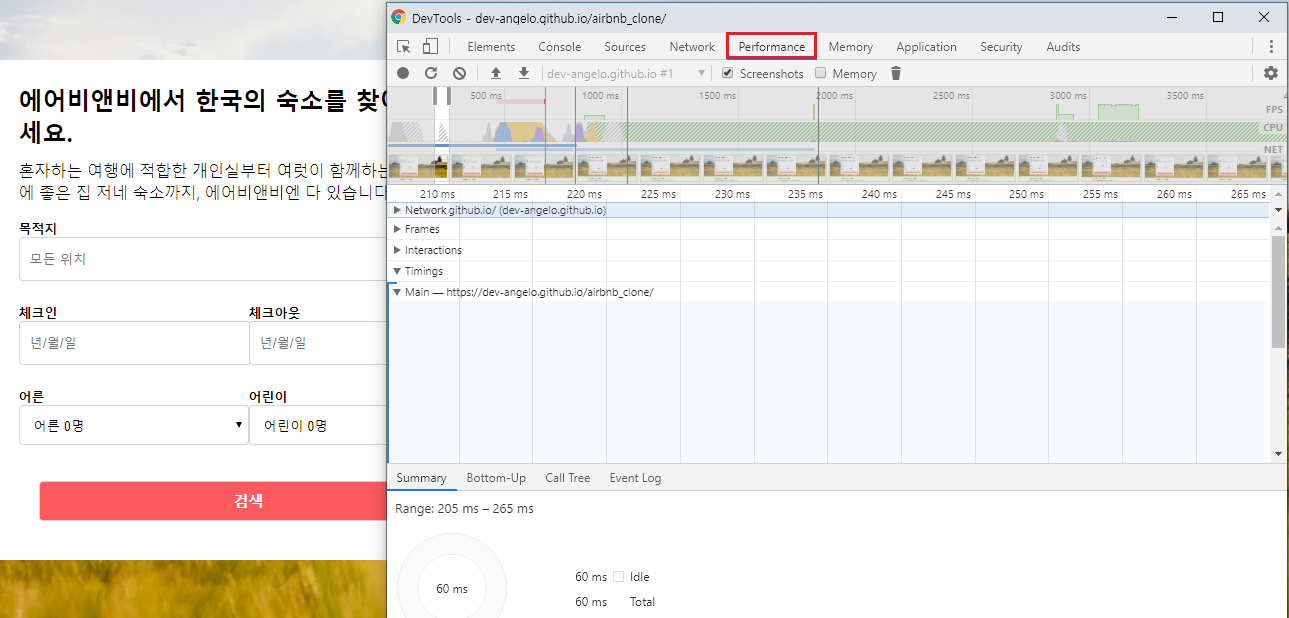 DevTools - dev-angelo.github.io/airbnb_clone/
Elements Console Sources Network Performance Memory Application Security Audits
dev-angelo.github.io #1 Screenshots Memory
500 ms 1000 ms 1500 ms 2000 ms 2500 ms 3000 ms 3500 ms
FPS
CPU
NET
210 ms 215 ms 220 ms 225 ms 230 ms 235 ms 240 ms 245 ms 250 ms 255 ms 260 ms 265 ms
Network github.io/ (dev-angelo.github.io)
Frames
Interactions
Timings
Main — https://dev-angelo.github.io/airbnb_clone/
Summary Bottom-Up Call Tree Event Log
Range: 205 ms – 265 ms
60 ms
60 ms Idle
60 ms Total
에어비앤비에서 한국의 숙소를 찾아
세요.
혼자하는 여행에 적합한 개인실부터 여럿이 함께하는
에 좋은 집 저네 숙소까지, 에어비앤비엔 다 있습니다
목적지
모든 위치
체크인 체크아웃
년/월/일 년/월/일
어른 어린이
어른 0명 어린이 0명
검색